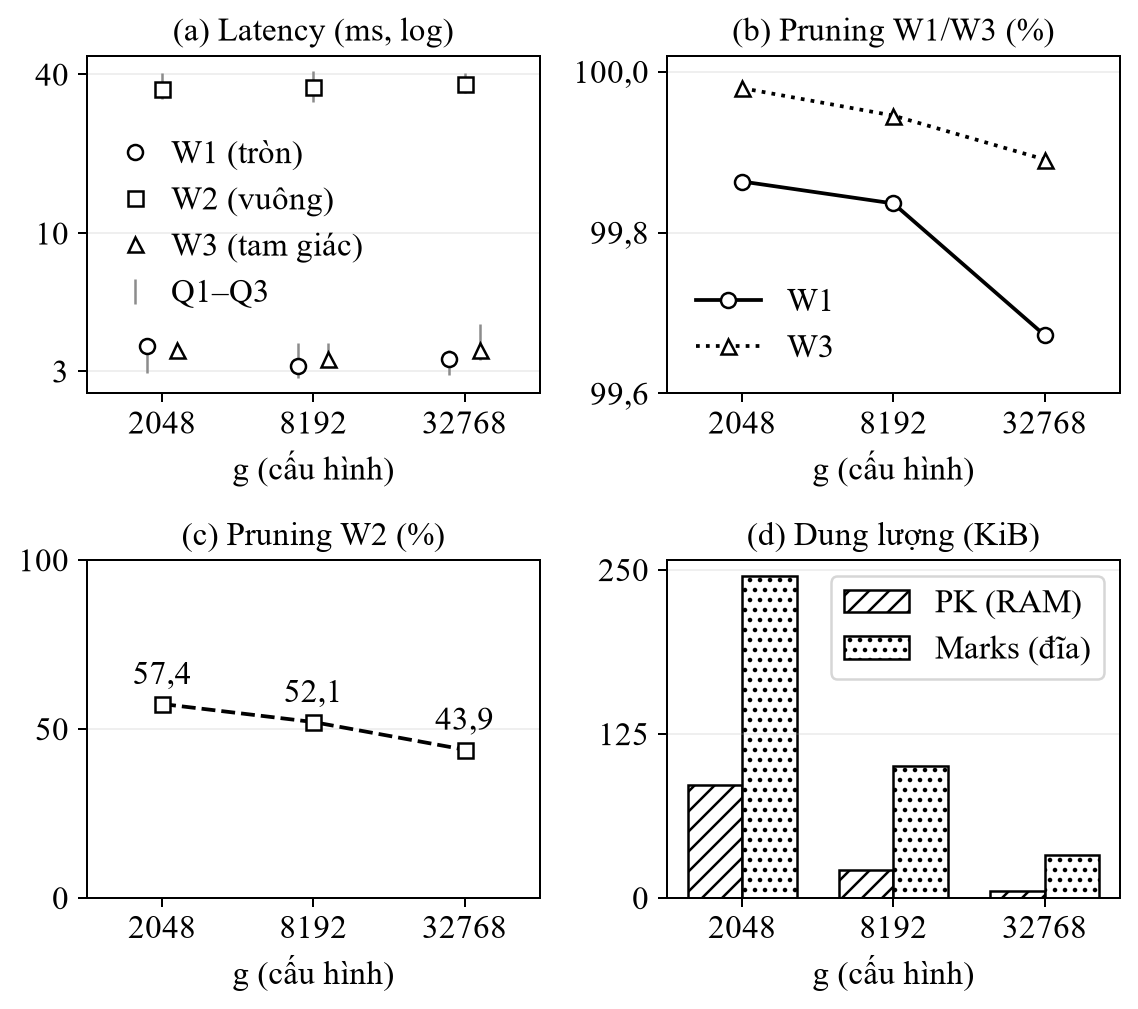 (a) Latency (ms, log)
40
10
3
W1 (tròn)
W2 (vuông)
W3 (tam giác)
Q1–Q3
2048 8192 32768
g (cấu hình)
(b) Pruning W1/W3 (%)
100,0
99,8
99,6
W1
W3
2048 8192 32768
g (cấu hình)
(c) Pruning W2 (%)
100
50
0
57,4
52,1
43,9
2048 8192 32768
g (cấu hình)
(d) Dung lượng (KiB)
250
125
0
PK (RAM)
Marks (đĩa)
2048 8192 32768
g (cấu hình)